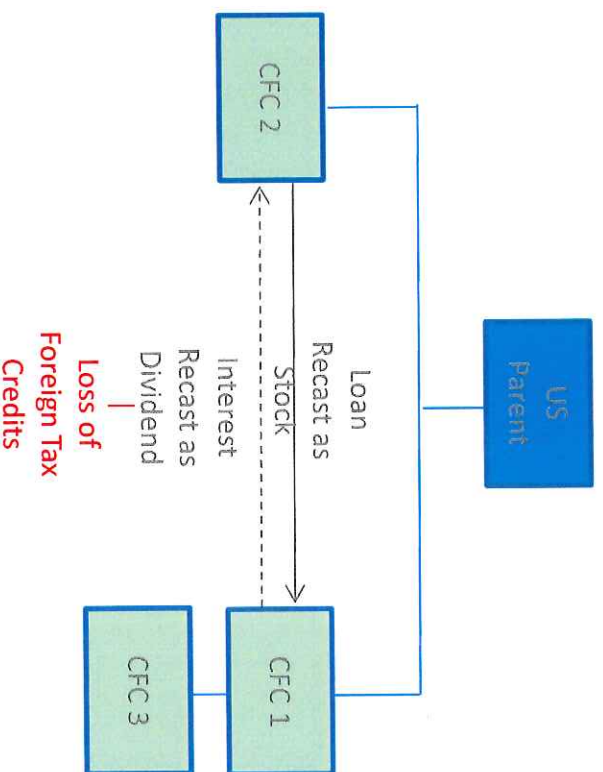 US
Parent
CFC 2
Loan
Recast as
Stock
Interest
Recast as
Dividend
Loss of
Foreign Tax
Credits
CFC 1
CFC 3